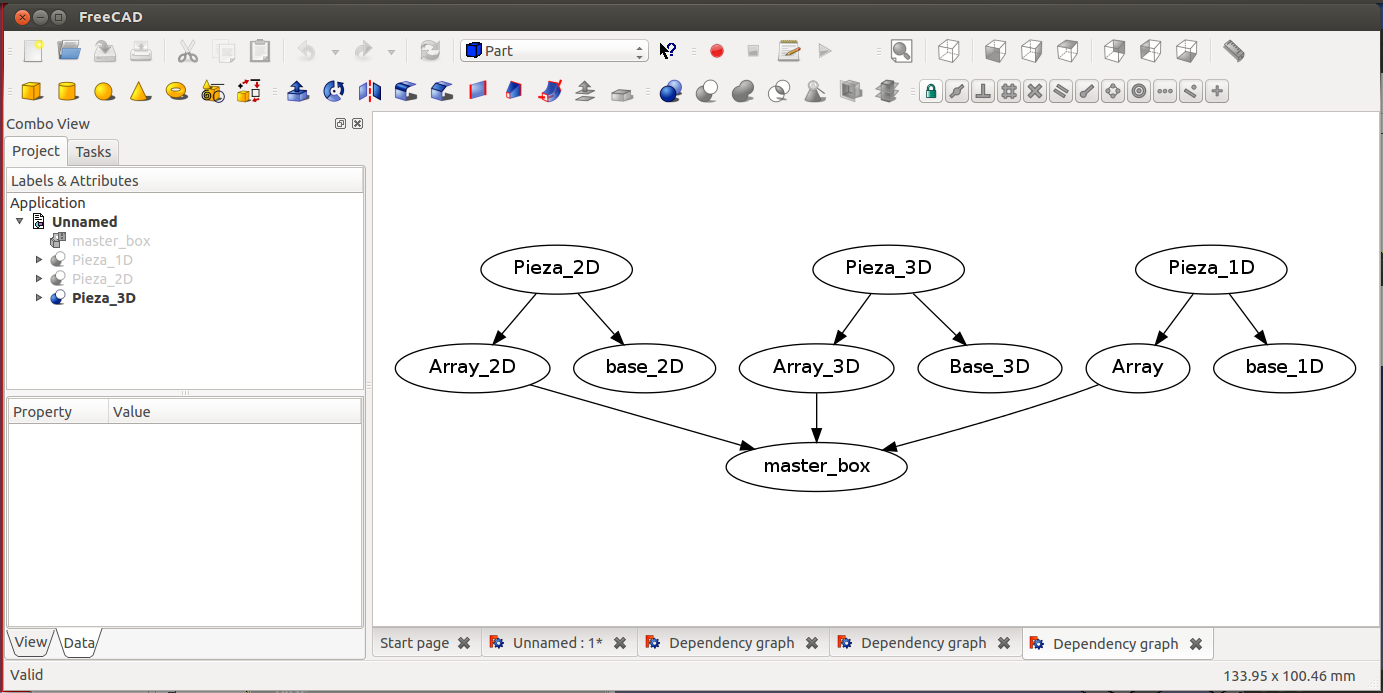 FreeCAD
Part
Combo View
Project Tasks
Labels & Attributes
Application
Unnamed
master_box
Pieza_1D
Pieza_2D
Pieza_3D
Property Value
View Data
Pieza_2D Pieza_3D Pieza_1D
Array_2D base_2D Array_3D Base_3D Array base_1D
master_box
Start page Unnamed : 1* Dependency graph Dependency graph Dependency graph
Valid 133.95 x 100.46 mm